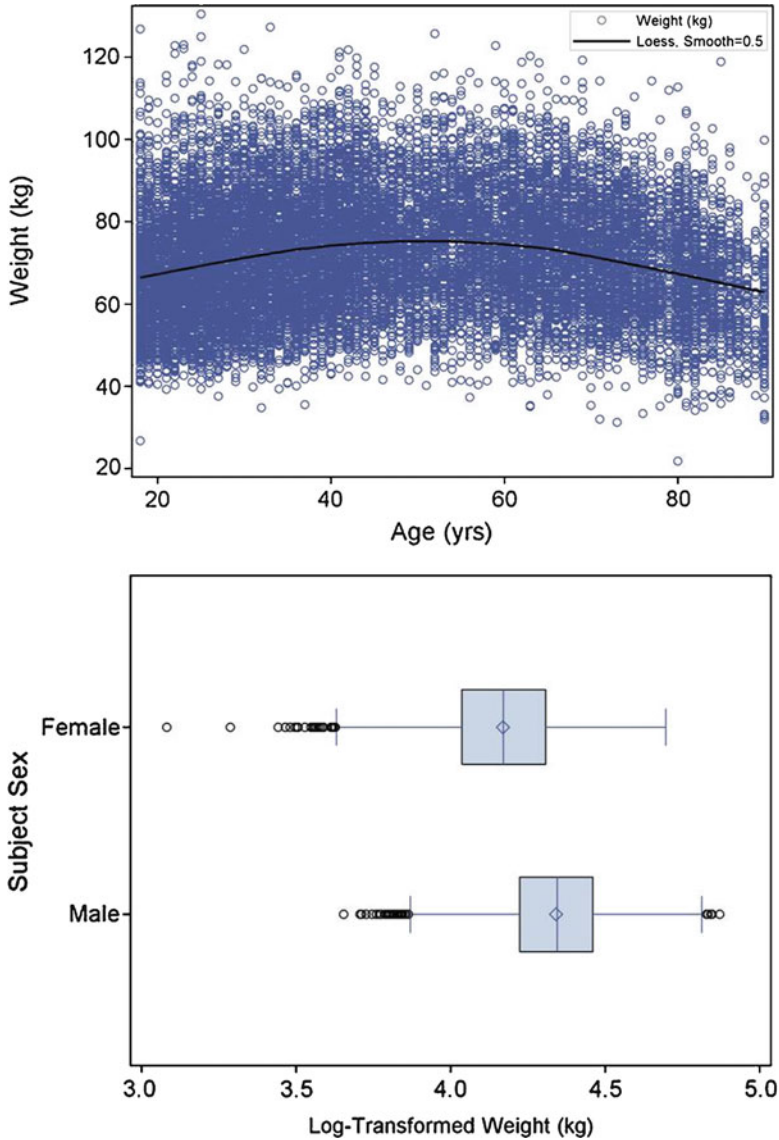 Weight (kg)
Loess, Smooth=0.5
120
100
80
60
40
20
Weight (kg)
20 40 60 80
Age (yrs)
Female
Male
Subject Sex
3.0 3.5 4.0 4.5 5.0
Log-Transformed Weight (kg)